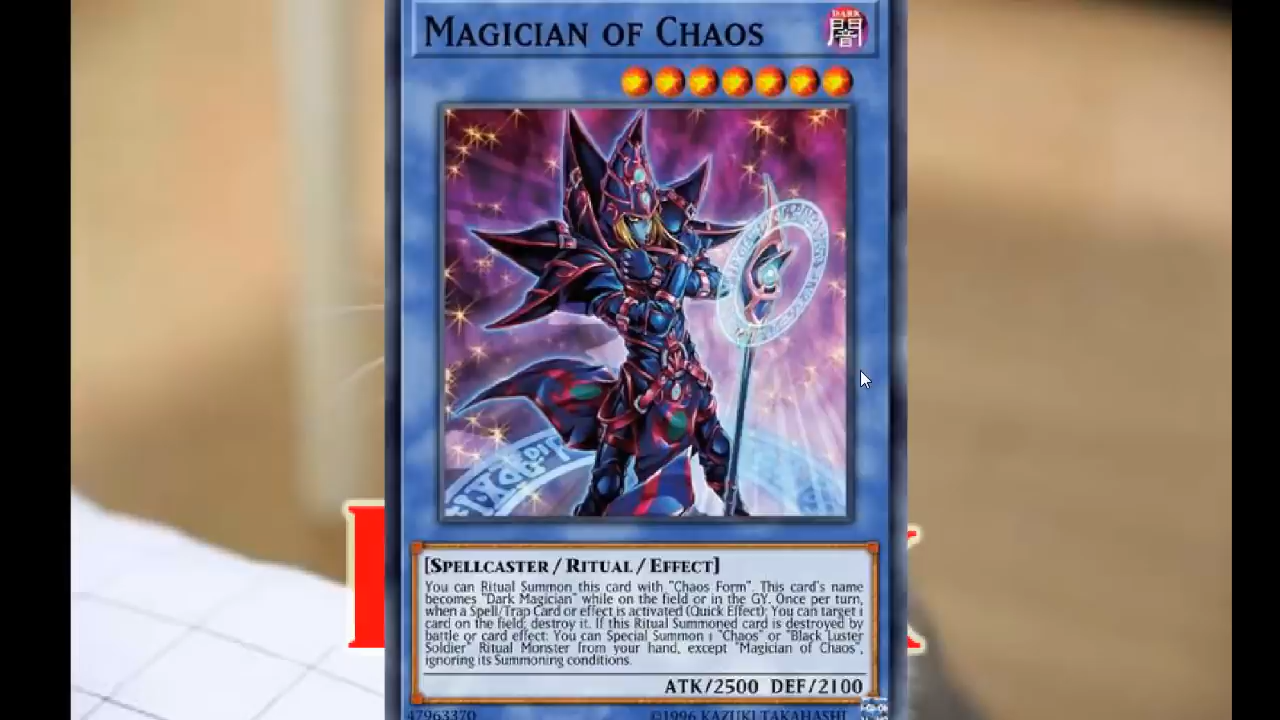 MAGICIAN OF CHAOS
DARK
闇
[SPELLCASTER / RITUAL / EFFECT]
You can Ritual Summon this card with "Chaos Form". This card's name
becomes "Dark Magician" while on the field or in the GY. Once per turn,
when a Spell/Trap Card or effect is activated (Quick Effect): You can target 1
card on the field; destroy it. If this Ritual Summoned card is destroyed by
battle or card effect: You can Special Summon 1 "Chaos" or "Black Luster
Soldier" Ritual Monster from your hand, except "Magician of Chaos",
ignoring its Summoning conditions.
ATK/2500 DEF/2100
47963370 ©1996 KAZUKI TAKAHASHI